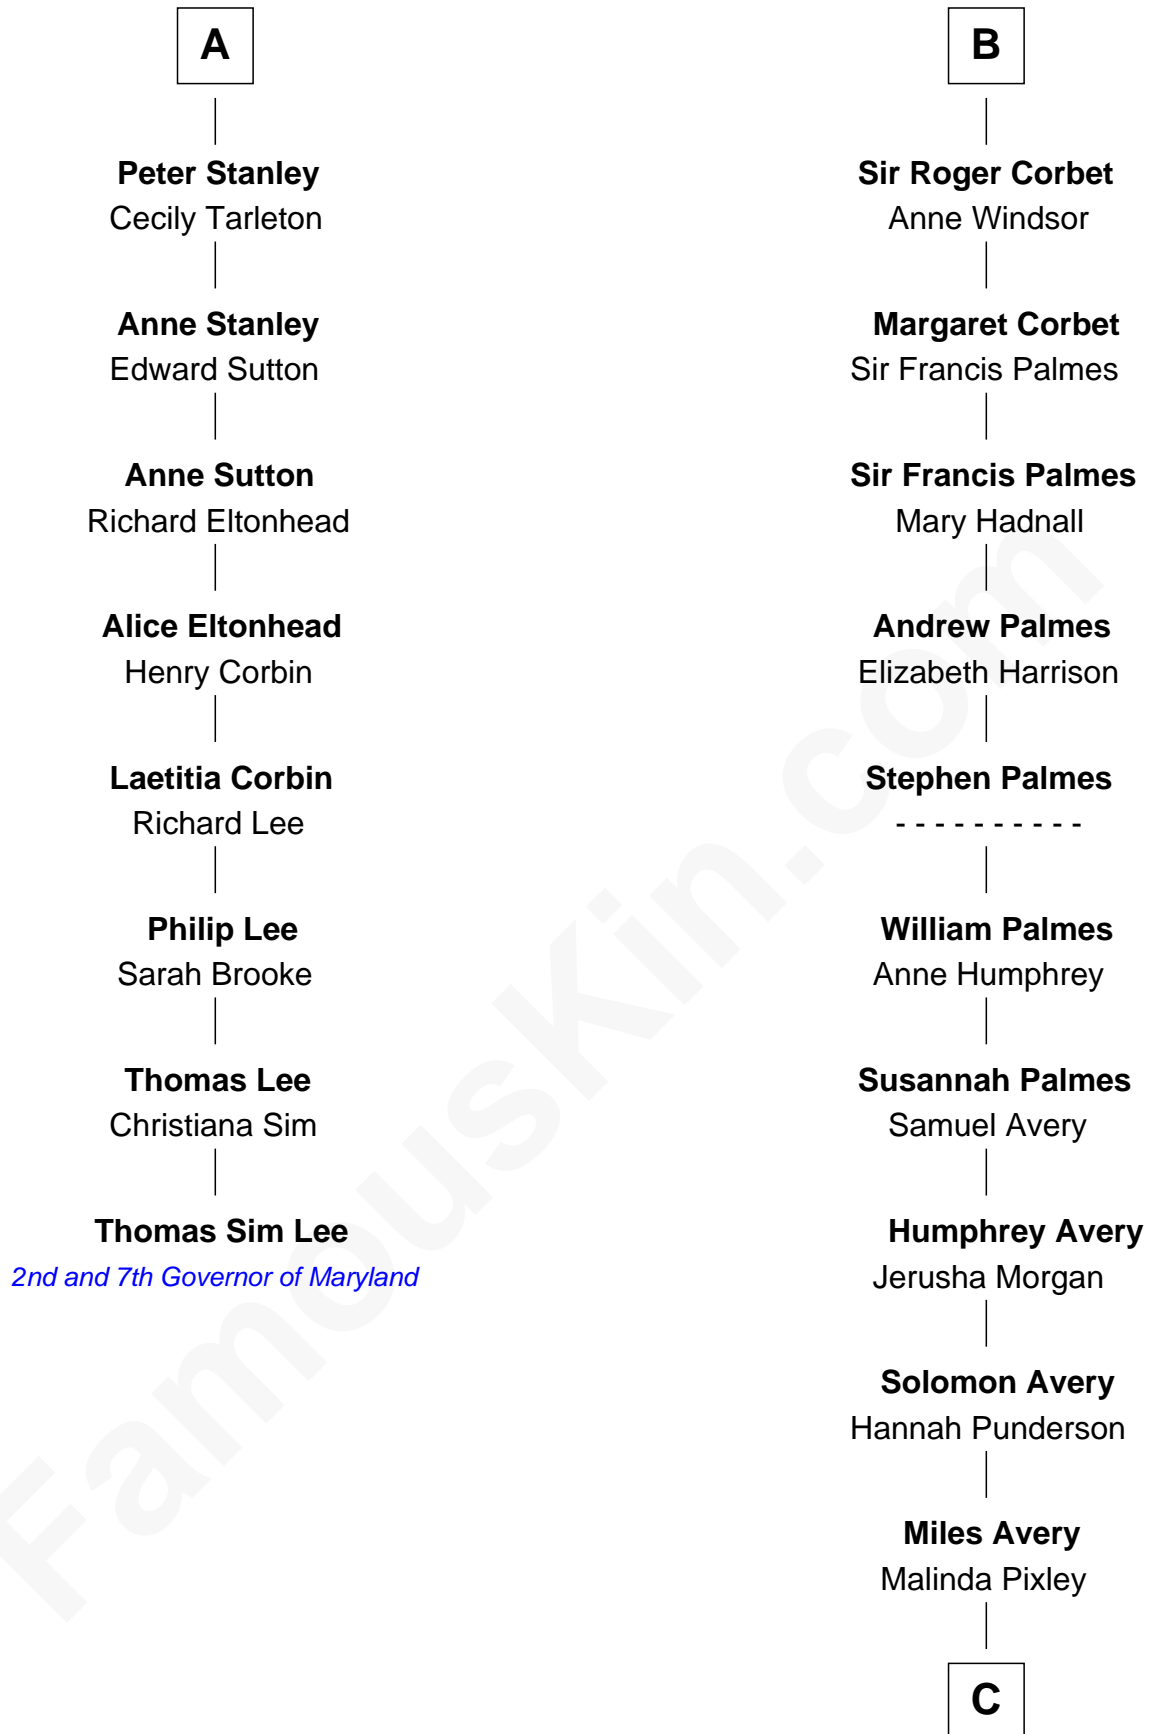 A
Peter Stanley
Cecily Tarleton
Anne Stanley
Edward Sutton
Anne Sutton
Richard Eltonhead
Alice Eltonhead
Henry Corbin
Laetitia Corbin
Richard Lee
Philip Lee
Sarah Brooke
Thomas Lee
Christiana Sim
Thomas Sim Lee
2nd and 7th Governor of Maryland
B
Sir Roger Corbet
Anne Windsor
Margaret Corbet
Sir Francis Palmes
Sir Francis Palmes
Mary Hadnall
Andrew Palmes
Elizabeth Harrison
Stephen Palmes
- - - - - - - - - -
William Palmes
Anne Humphrey
Susannah Palmes
Samuel Avery
Humphrey Avery
Jerusha Morgan
Solomon Avery
Hannah Punderson
Miles Avery
Malinda Pixley
C
FamousKin.com